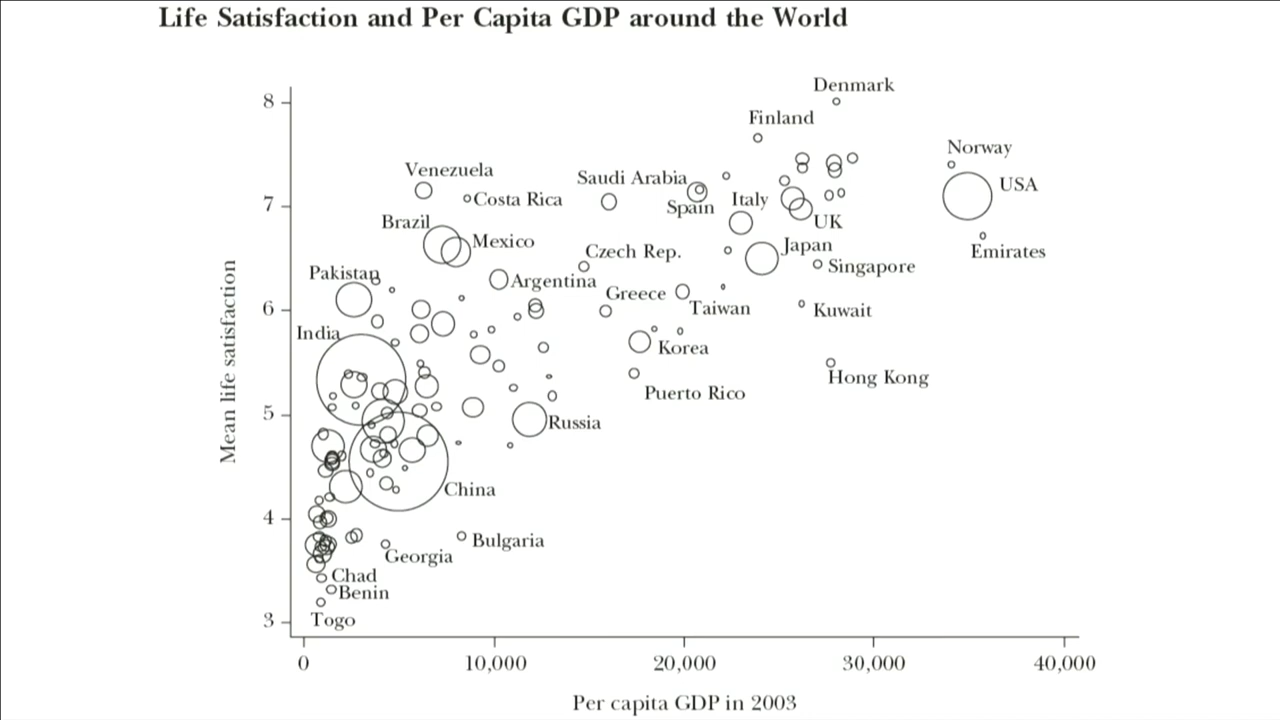 Life Satisfaction and Per Capita GDP around the World
Denmark
8
Finland
Norway
Venezuela
Saudi Arabia
USA
Costa Rica
Italy
7
Spain
Brazil
UK
Mexico
Japan
Czech Rep.
Emirates
Singapore
Pakistan
Argentina
Greece
6
Taiwan
Kuwait
India
Korea
Hong Kong
Puerto Rico
5
Russia
Mean life satisfaction
China
4
Bulgaria
Georgia
Chad
Benin
3
Togo
0
10,000
20,000
30,000
40,000
Per capita GDP in 2003